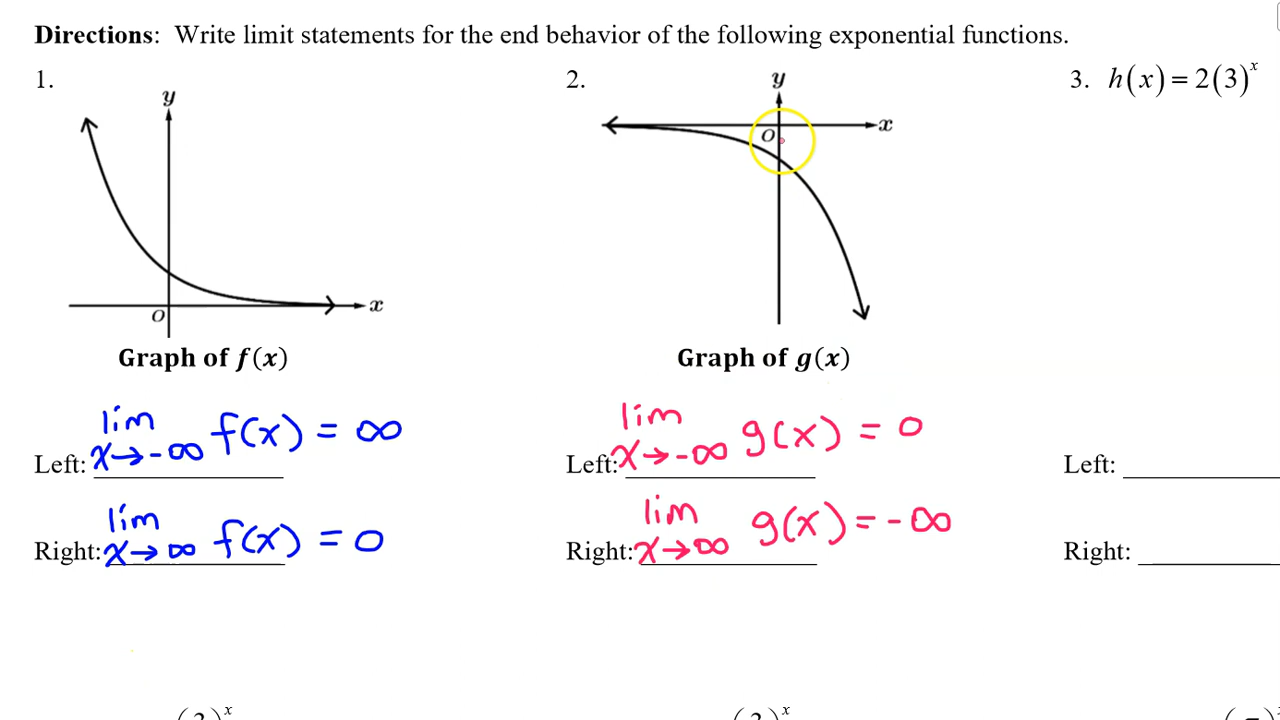 Directions: Write limit statements for the end behavior of the following exponential functions.
1.
y
x
O
Graph of f(x)
lim x→-∞ f(x) = ∞
Left:
lim x→∞ f(x) = 0
Right:
2.
y
x
O
Graph of g(x)
lim x→-∞ g(x) = 0
Left:
lim x→∞ g(x) = -∞
Right:
3. h(x) = 2(3)^x
Left:
Right: